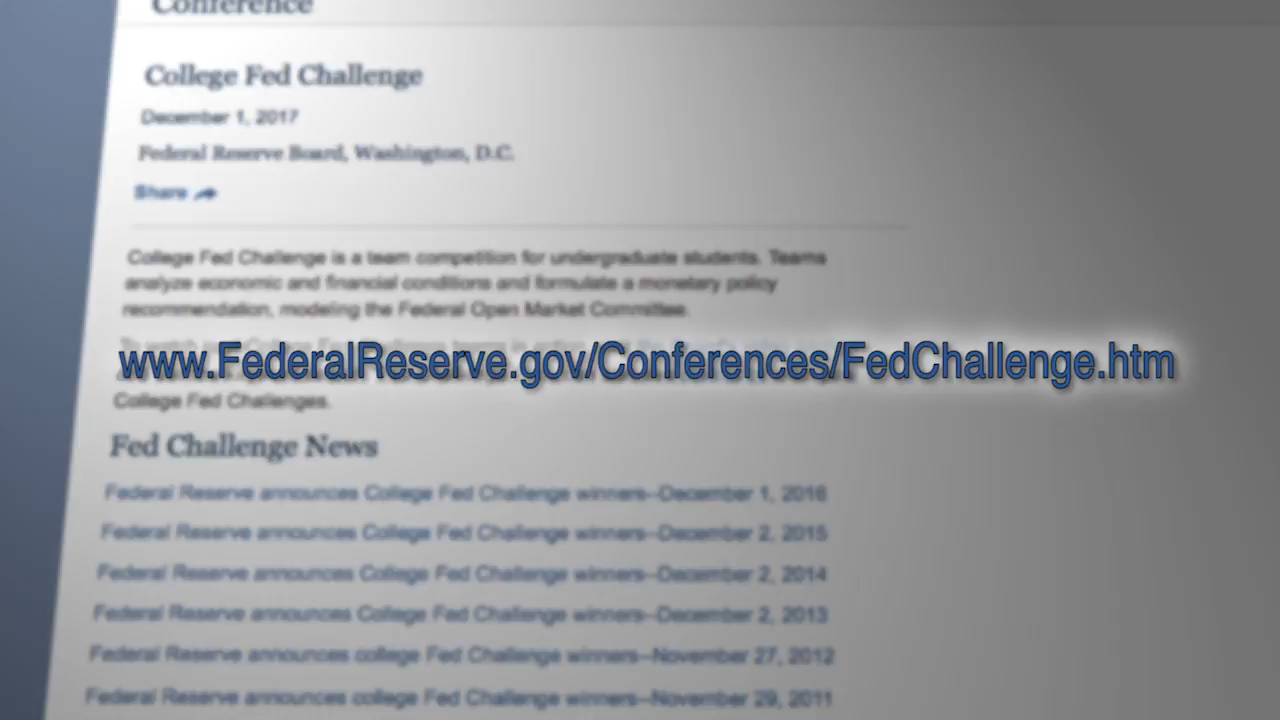 Conference
College Fed Challenge
December 1, 2017
Federal Reserve Board, Washington, D.C.
Share
College Fed Challenge is a team competition for undergraduate students. Teams
analyze economic and financial conditions and formulate a monetary policy
recommendation, modeling the Federal Open Market Committee.
www.FederalReserve.gov/Conferences/FedChallenge.htm
College Fed Challenges.
Fed Challenge News
Federal Reserve announces College Fed Challenge winners--December 1, 2016
Federal Reserve announces College Fed Challenge winners--December 2, 2015
Federal Reserve announces College Fed Challenge winners--December 2, 2014
Federal Reserve announces College Fed Challenge winners--December 2, 2013
Federal Reserve announces college Fed Challenge winners--November 27, 2012
Federal Reserve announces college Fed Challenge winners--November 29, 2011